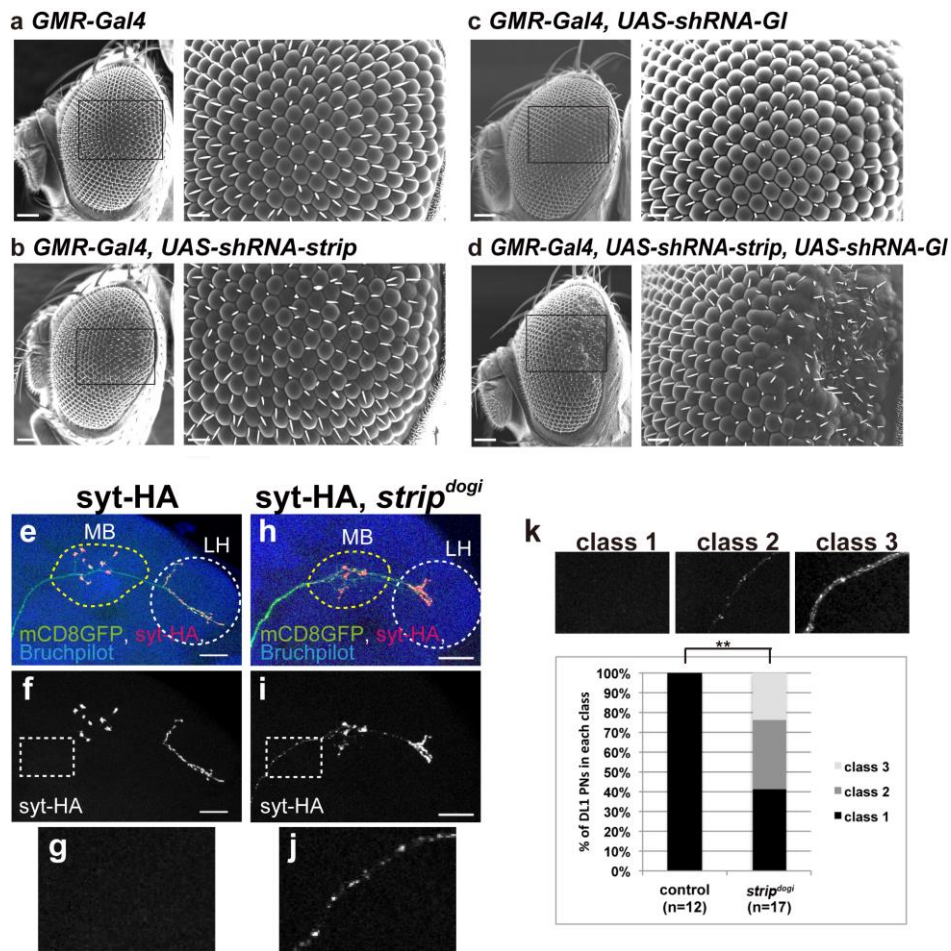 a GMR-Gal4
c GMR-Gal4, UAS-shRNA-Gl
b GMR-Gal4, UAS-shRNA-strip
d GMR-Gal4, UAS-shRNA-strip, UAS-shRNA-Gl
syt-HA
syt-HA, strip^dogi
e
MB
LH
mCD8GFP, syt-HA,
Bruchpilot
h
MB
LH
mCD8GFP, syt-HA,
Bruchpilot
f
syt-HA
i
syt-HA
g
j
k
class 1 class 2 class 3
**
% of DL1 PNs in each class
100%
90%
80%
70%
60%
50%
40%
30%
20%
10%
0%
class 3
class 2
class 1
control
(n=12)
strip^dogi
(n=17)